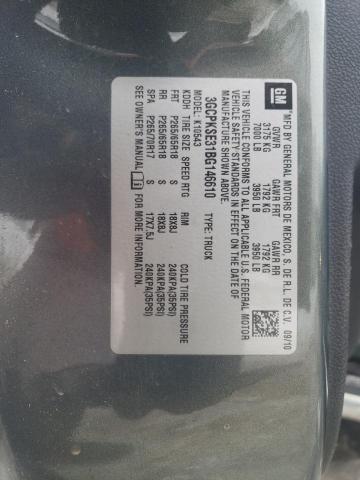 GM
MFD BY GENERAL MOTORS DE MEXICO, S. DE R.L. DE C.V. 09/10
GVWR GAWR FRT GAWR RR
3175 KG 1792 KG 1792 KG
7000 LB 3950 LB 3950 LB
THIS VEHICLE CONFORMS TO ALL APPLICABLE U.S. FEDERAL MOTOR
VEHICLE SAFETY STANDARDS IN EFFECT ON THE DATE OF
MANUFACTURE SHOWN ABOVE.
3GCPKSE31BG146610 TYPE: TRUCK
MODEL: K10543
KDDH TIRE SIZE SPEED RTG RIM COLD TIRE PRESSURE
FRT P265/65R18 S 18X8J 240KPA(35PSI)
RR P265/65R18 S 18X8J 240KPA(35PSI)
SPA P265/70R17 S 17X7.5J 240KPA(35PSI)
SEE OWNER'S MANUAL FOR MORE INFORMATION.